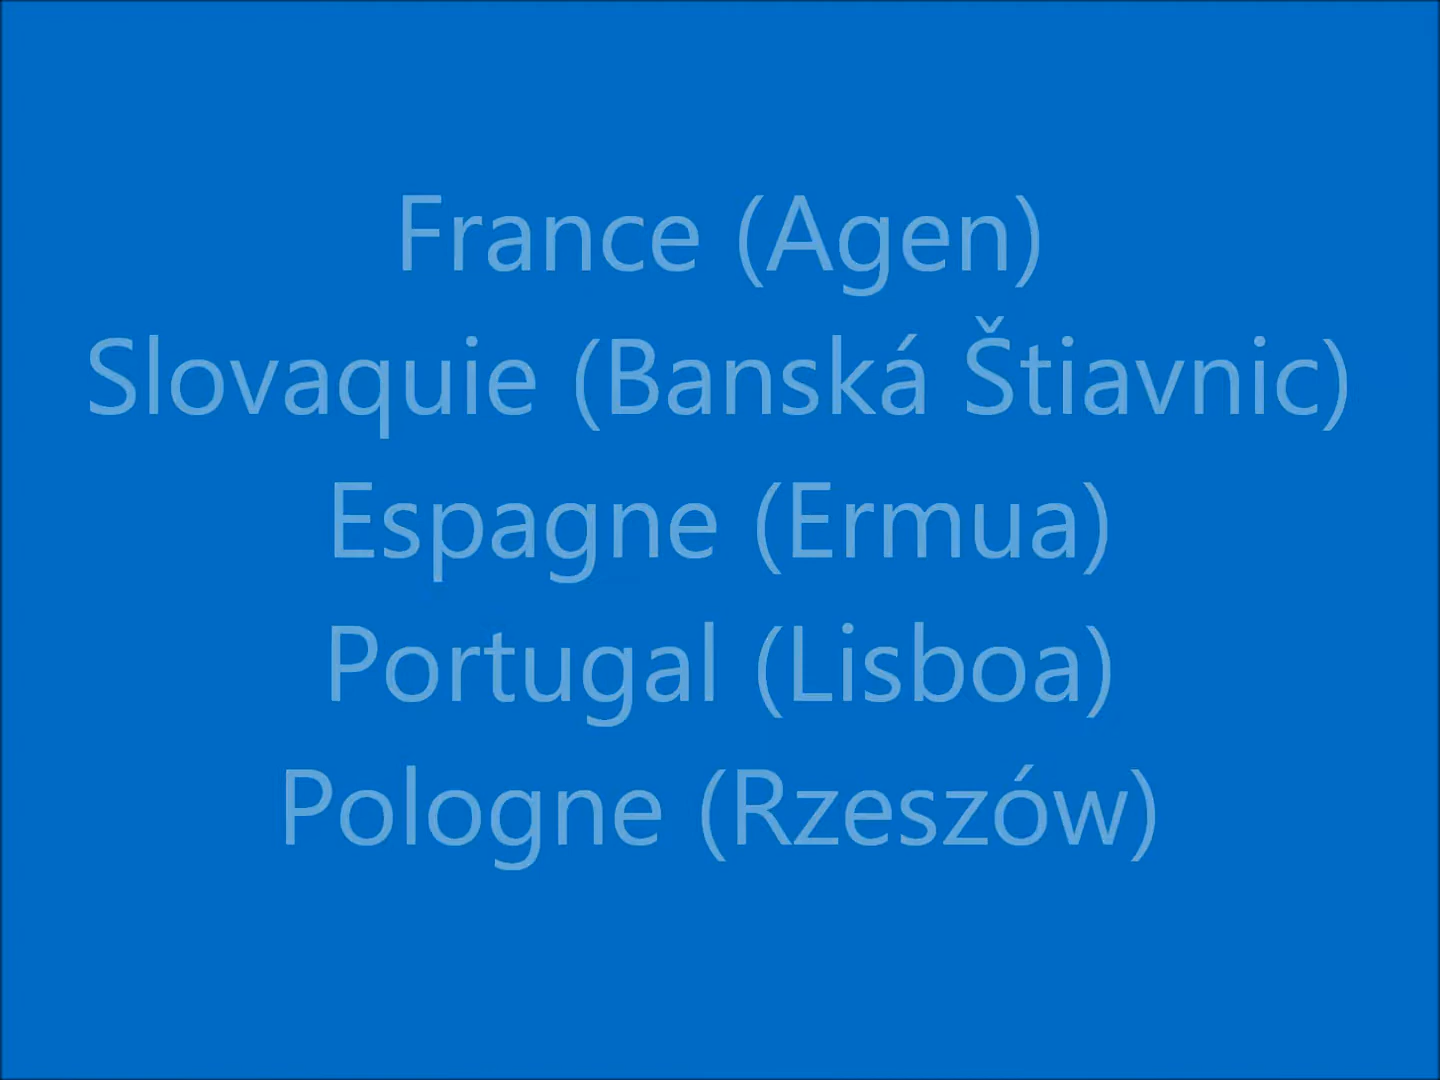 France (Agen)
Slovaquie (Banská Štiavnic)
Espagne (Ermua)
Portugal (Lisboa)
Pologne (Rzeszów)